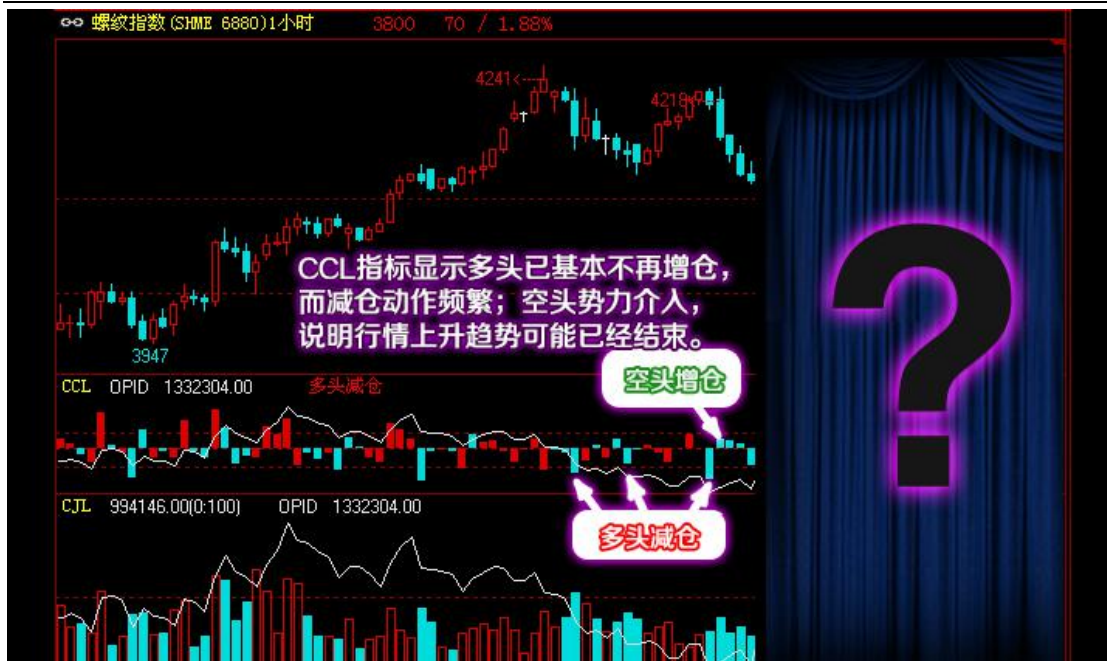 螺纹指数(SHME 6880)1小时 3800 70 / 1.88%
4241
4218
CCL指标显示多头已基本不再增仓，
而减仓动作频繁；空头势力介入，
说明行情上升趋势可能已经结束。
3947
空头增仓
CCL OPID 1332304.00 多头减仓
CJL 994146.00(0:100) OPID 1332304.00
多头减仓
?